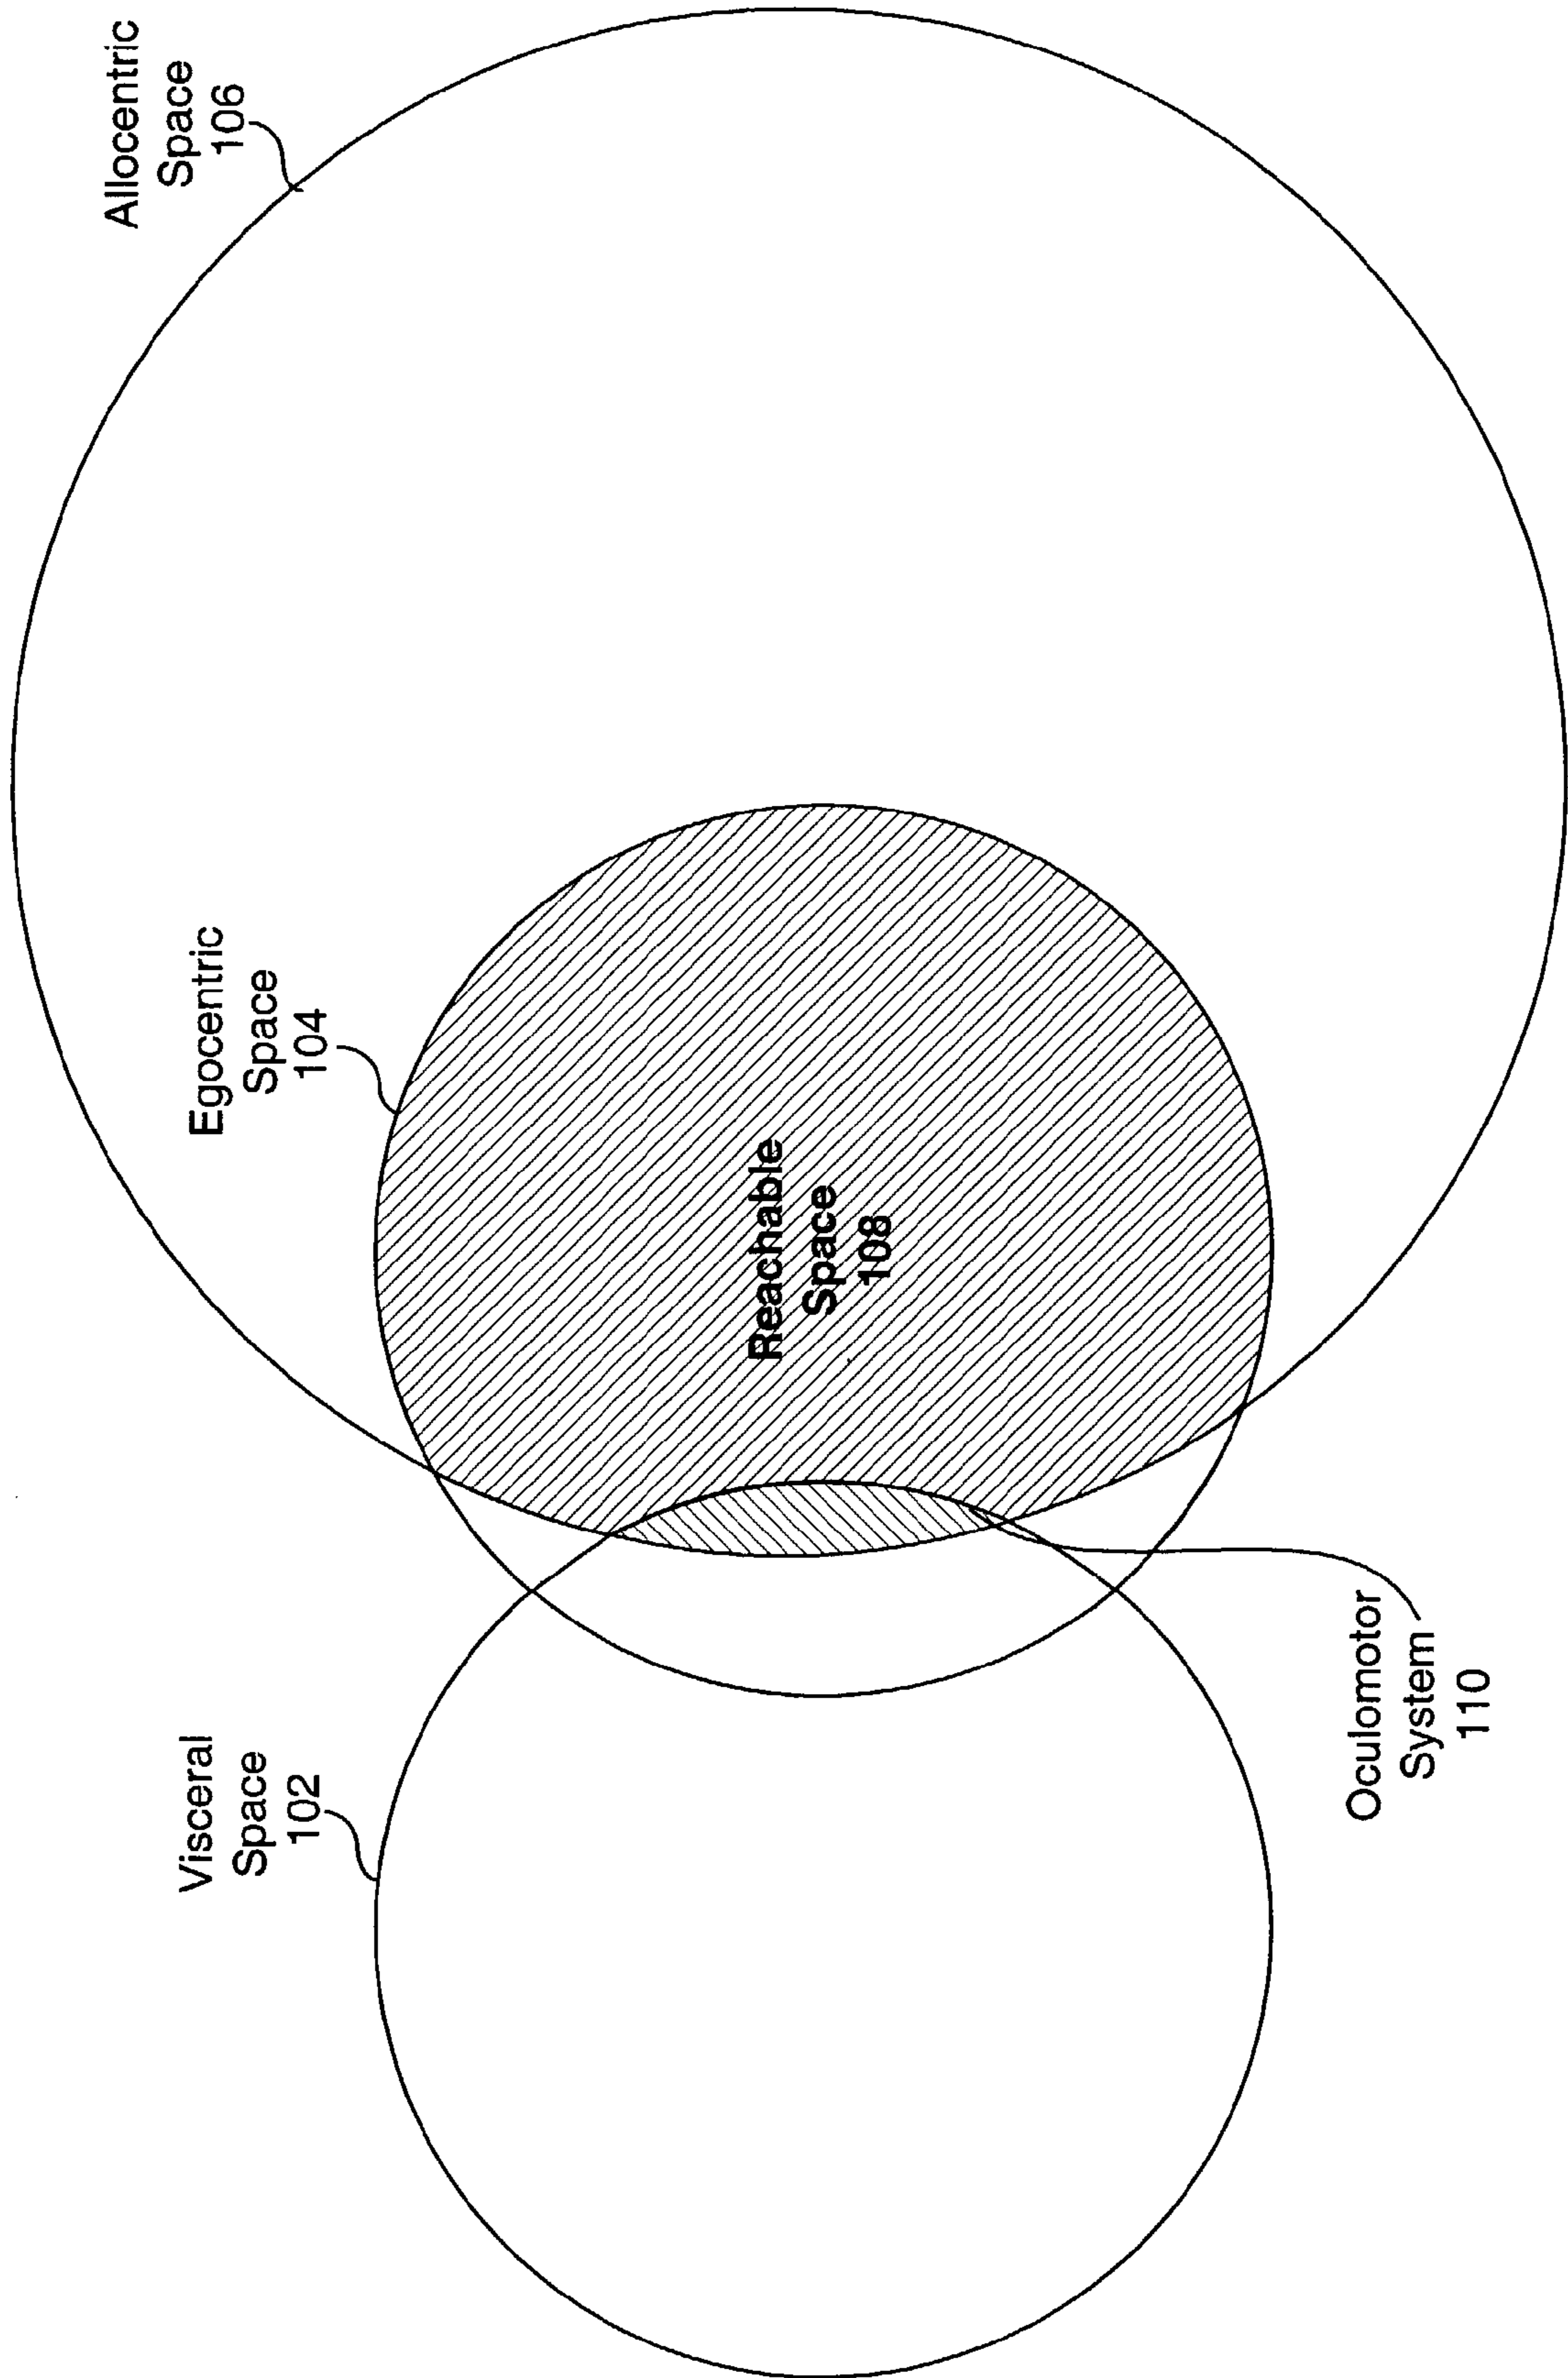 Visceral
Space
102
Egocentric
Space
104
Allocentric
Space
106
Reachable
Space
108
Oculomotor
System
110